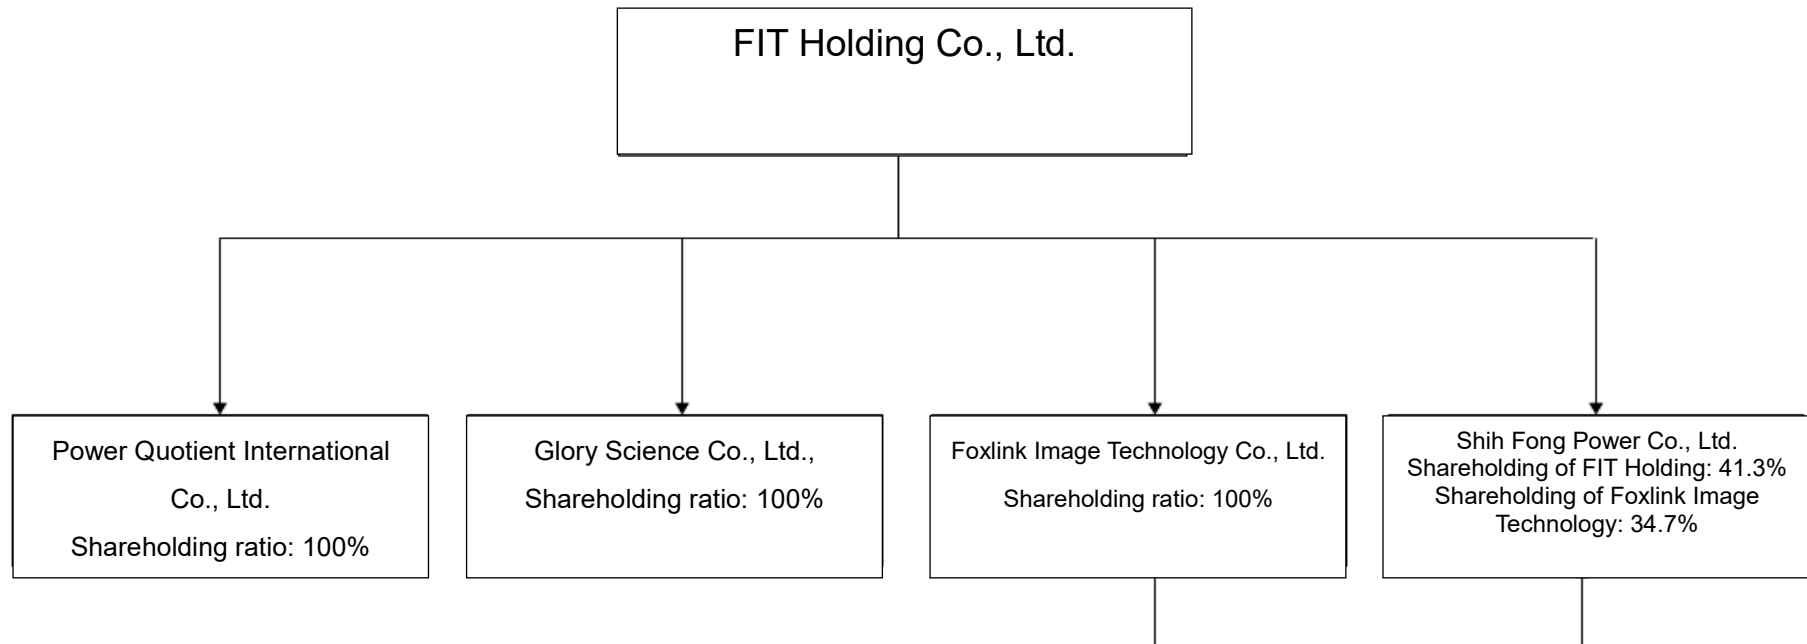 FIT Holding Co., Ltd.
Power Quotient International
Co., Ltd.
Shareholding ratio: 100%
Glory Science Co., Ltd.,
Shareholding ratio: 100%
Foxlink Image Technology Co., Ltd.
Shareholding ratio: 100%
Shih Fong Power Co., Ltd.
Shareholding of FIT Holding: 41.3%
Shareholding of Foxlink Image
Technology: 34.7%